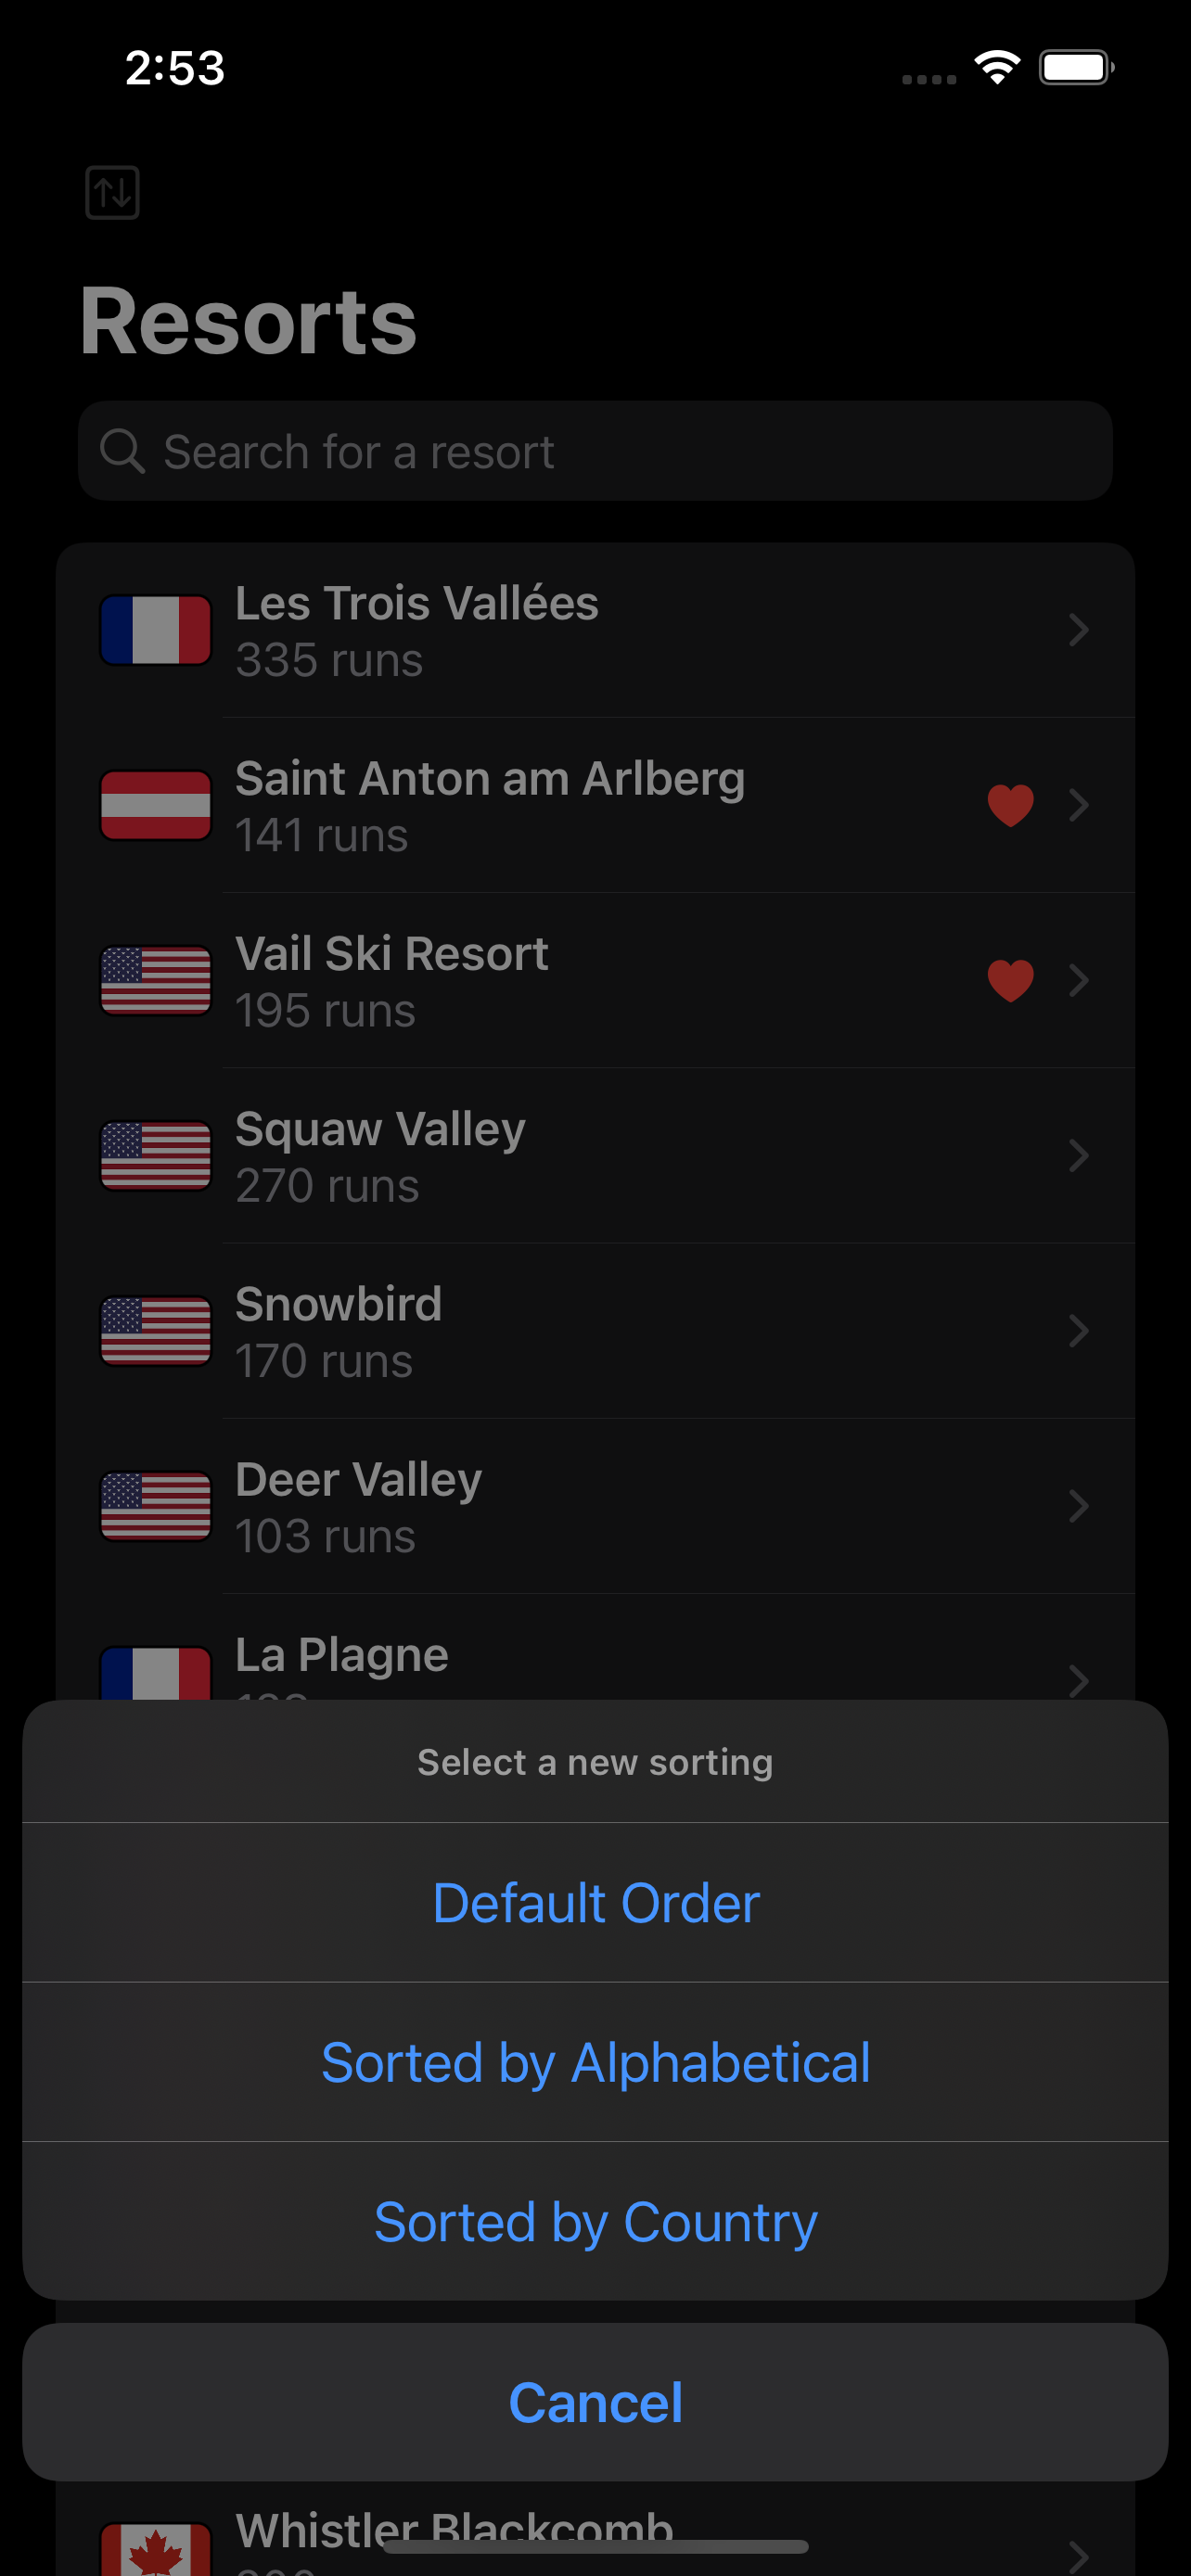 2:53
Resorts
Search for a resort
Les Trois Vallées
335 runs
Saint Anton am Arlberg
141 runs
Vail Ski Resort
195 runs
Squaw Valley
270 runs
Snowbird
170 runs
Deer Valley
103 runs
La Plagne
Select a new sorting
Default Order
Sorted by Alphabetical
Sorted by Country
Cancel
Whistler Blackcomb